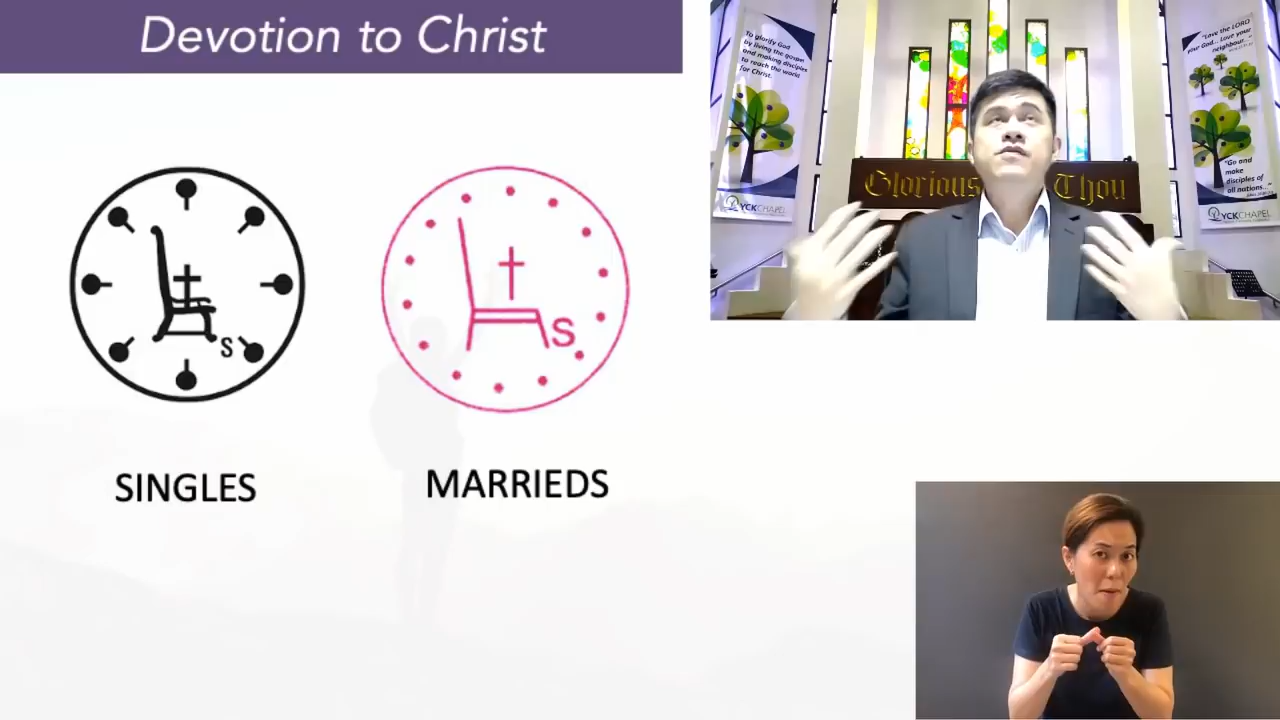 Devotion to Christ
S
SINGLES
S
MARRIEDS
To glorify God
by living the gospel
and making disciples
to reach the world
for Christ.
YCKCHAPEL
Glorious
Thou
"Love the LORD
your God... Love your
neighbour..."
"Go and
make
disciples of
all nations..."
YCKCHAPEL